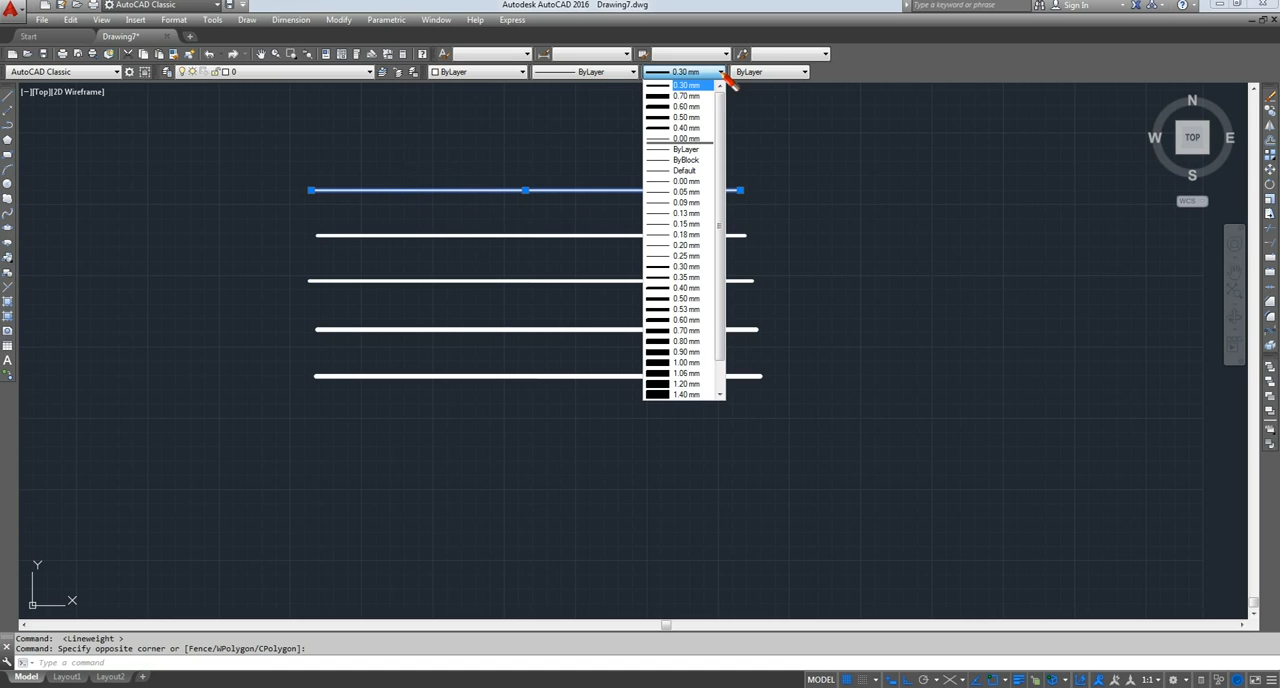 AutoCAD Classic
Autodesk AutoCAD 2016 Drawing7.dwg
Type a keyword or phrase
Sign In
File Edit View Insert Format Tools Draw Dimension Modify Parametric Window Help Express
Start Drawing7*
AutoCAD Classic 0 ByLayer ByLayer 0.30 mm ByLayer
[−][Top][2D Wireframe]
0.30 mm
0.70 mm
0.60 mm
0.50 mm
0.40 mm
0.00 mm
ByLayer
ByBlock
Default
0.00 mm
0.05 mm
0.09 mm
0.13 mm
0.15 mm
0.18 mm
0.20 mm
0.25 mm
0.30 mm
0.35 mm
0.40 mm
0.50 mm
0.53 mm
0.60 mm
0.70 mm
0.80 mm
0.90 mm
1.00 mm
1.06 mm
1.20 mm
1.40 mm
N
W TOP E
S
WCS
Y
X
Command: <Lineweight >
Command: Specify opposite corner or [Fence/WPolygon/CPolygon]:
Type a command
Model Layout1 Layout2 +
MODEL 1:1